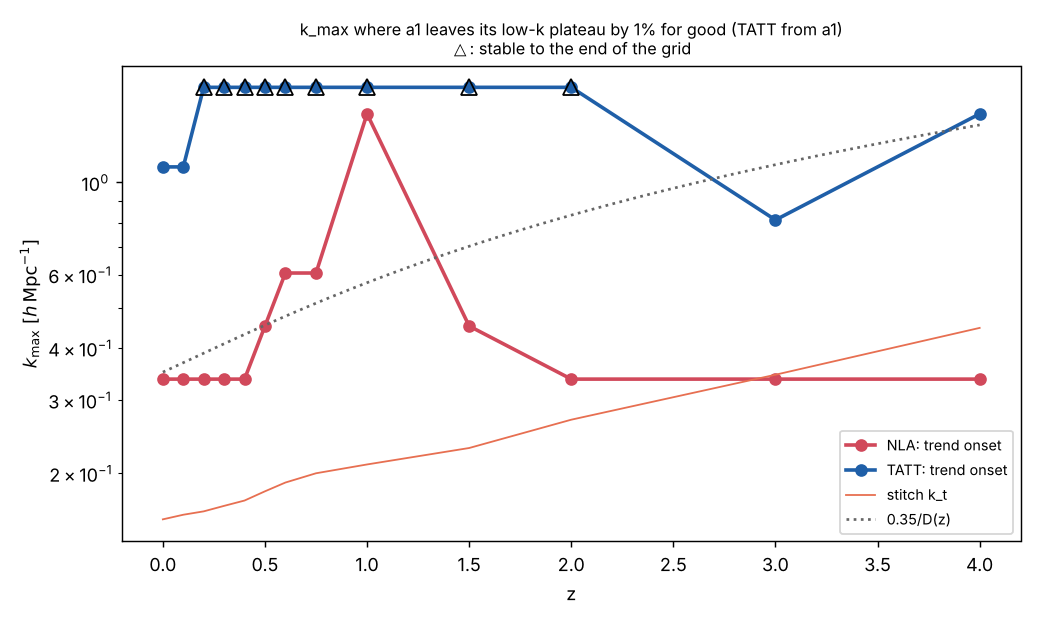 k_max where a1 leaves its low-k plateau by 1% for good (TATT from a1)
△ : stable to the end of the grid
k_max [h Mpc⁻¹]
10⁰
6 × 10⁻¹
4 × 10⁻¹
3 × 10⁻¹
2 × 10⁻¹
NLA: trend onset
TATT: trend onset
stitch k_t
0.35/D(z)
0.0 0.5 1.0 1.5 2.0 2.5 3.0 3.5 4.0
z